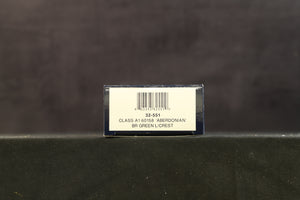 32-551
CLASS A1 60158 'ABERDONIAN'
BR GREEN L/CREST